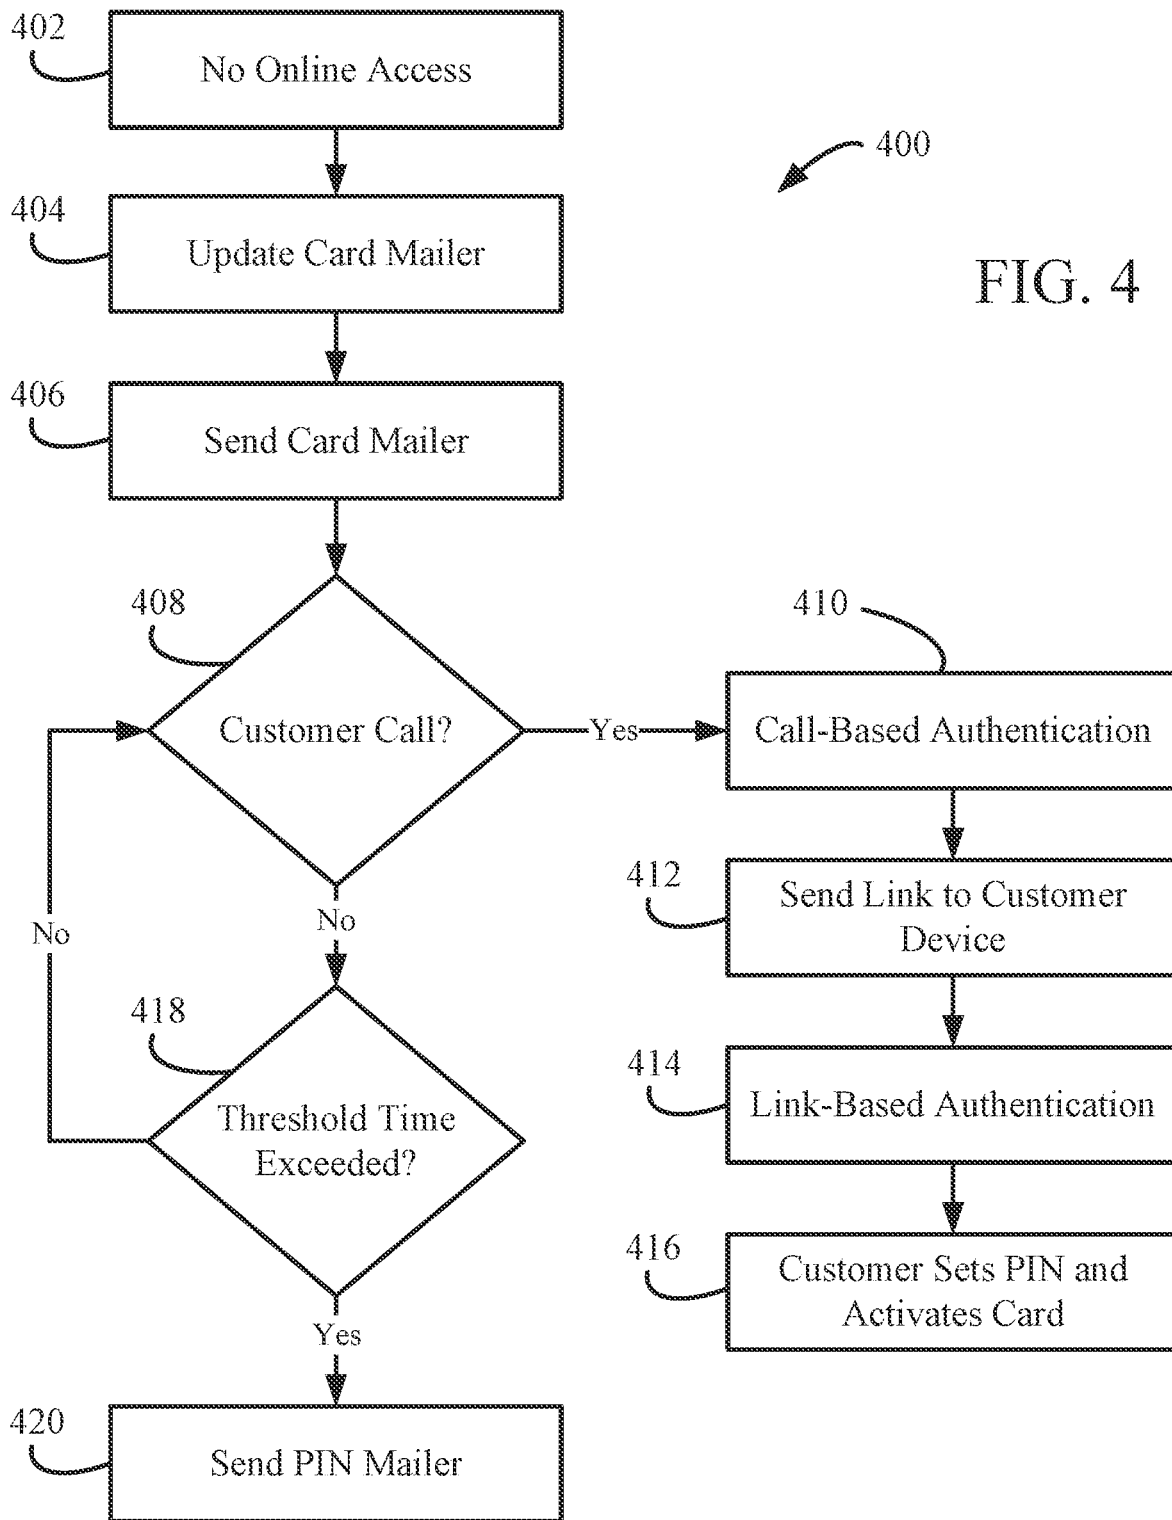 402
No Online Access
400
404
Update Card Mailer
FIG. 4
406
Send Card Mailer
408
Customer Call?
Yes
410
Call-Based Authentication
412
Send Link to Customer
Device
414
Link-Based Authentication
416
Customer Sets PIN and
Activates Card
No
No
418
Threshold Time
Exceeded?
Yes
420
Send PIN Mailer